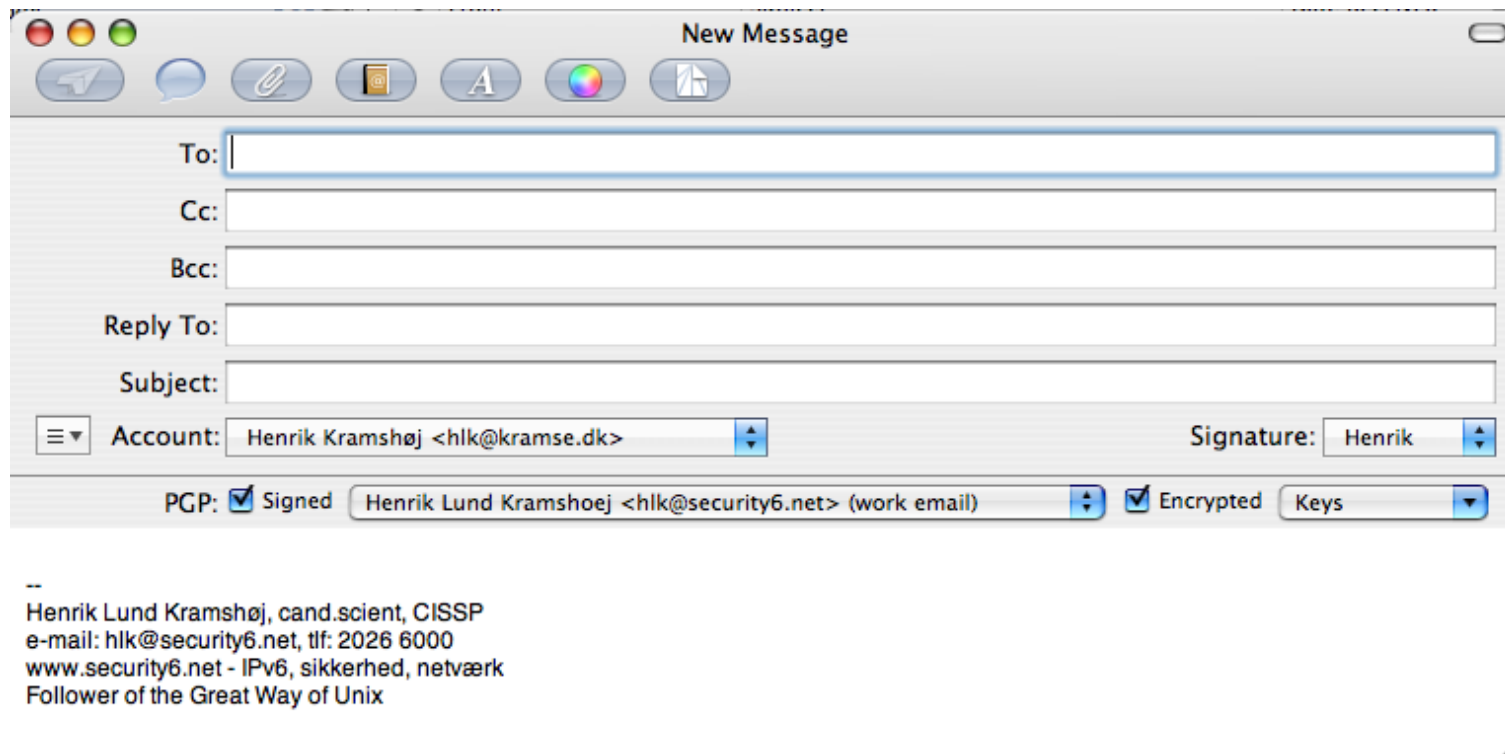 New Message
To:
Cc:
Bcc:
Reply To:
Subject:
Account: Henrik Kramshøj <hlk@kramse.dk> Signature: Henrik
PGP: Signed Henrik Lund Kramshoej <hlk@security6.net> (work email) Encrypted Keys
--
Henrik Lund Kramshøj, cand.scient, CISSP
e-mail: hlk@security6.net, tlf: 2026 6000
www.security6.net - IPv6, sikkerhed, netværk
Follower of the Great Way of Unix